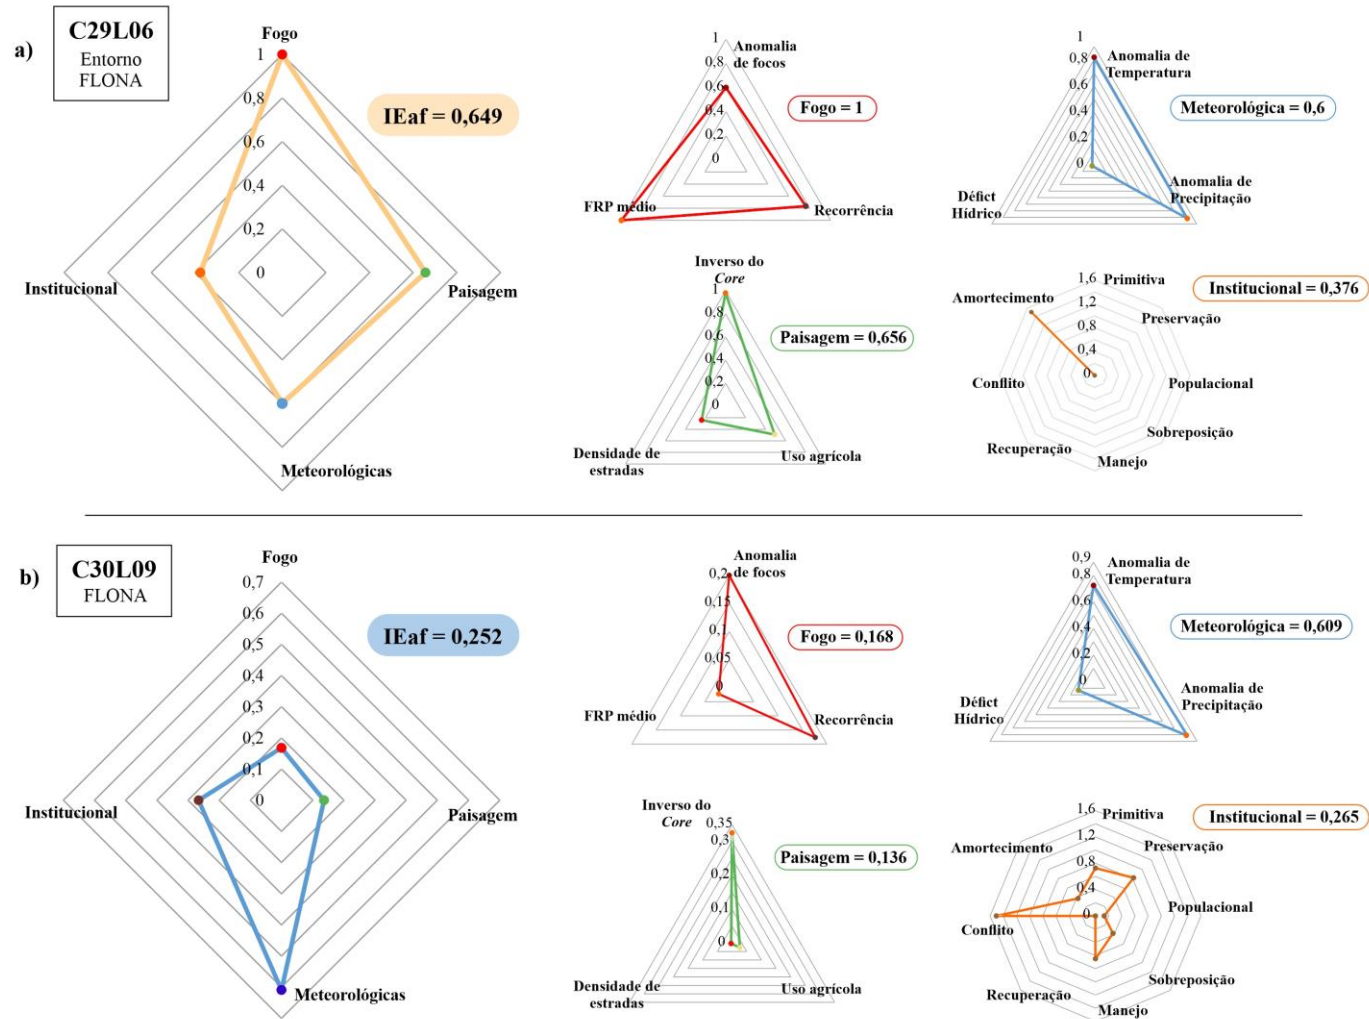 a)
C29L06
Entorno
FLONA
Fogo
1
0,8
0,6
0,4
0,2
0
Institucional
Paisagem
Meteorológicas
IEaf = 0,649
1
0,8
0,6
0,4
0,2
0
Anomalia
de focos
FRP médio
Recorrência
Fogo = 1
1
0,8
0,6
0,4
0,2
0
Anomalia de
Temperatura
Meteorológica = 0,6
Défict
Hídrico
Anomalia de
Precipitação
Inverso do
Core
1
0,8
0,6
0,4
0,2
0
Paisagem = 0,656
Densidade de
estradas
Uso agrícola
1,6
1,2
0,8
0,4
0
Primitiva
Institucional = 0,376
Amortecimento
Preservação
Conflito
Populacional
Recuperação
Sobreposição
Manejo
b)
C30L09
FLONA
Fogo
0,7
0,6
0,5
0,4
0,3
0,2
0,1
0
Institucional
Paisagem
Meteorológicas
IEaf = 0,252
Anomalia
de focos
0,2
0,15
0,1
0,05
0
FRP médio
Recorrência
Fogo = 0,168
0,9
0,8
0,6
0,4
0,2
0
Anomalia de
Temperatura
Meteorológica = 0,609
Défict
Hídrico
Anomalia de
Precipitação
Inverso do
Core
0,35
0,3
0,2
0,1
0
Paisagem = 0,136
Densidade de
estradas
Uso agrícola
1,6
1,2
0,8
0,4
0
Primitiva
Institucional = 0,265
Amortecimento
Preservação
Conflito
Populacional
Recuperação
Sobreposição
Manejo